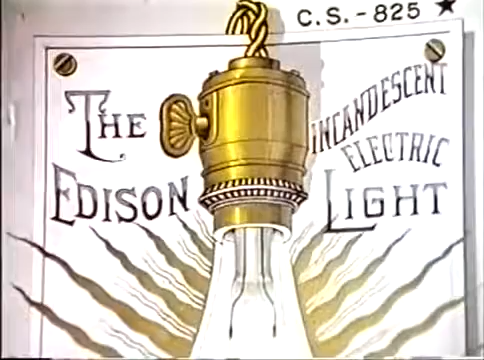 C.S.-825 ★
THE INCANDESCENT
ELECTRIC
EDISON LIGHT